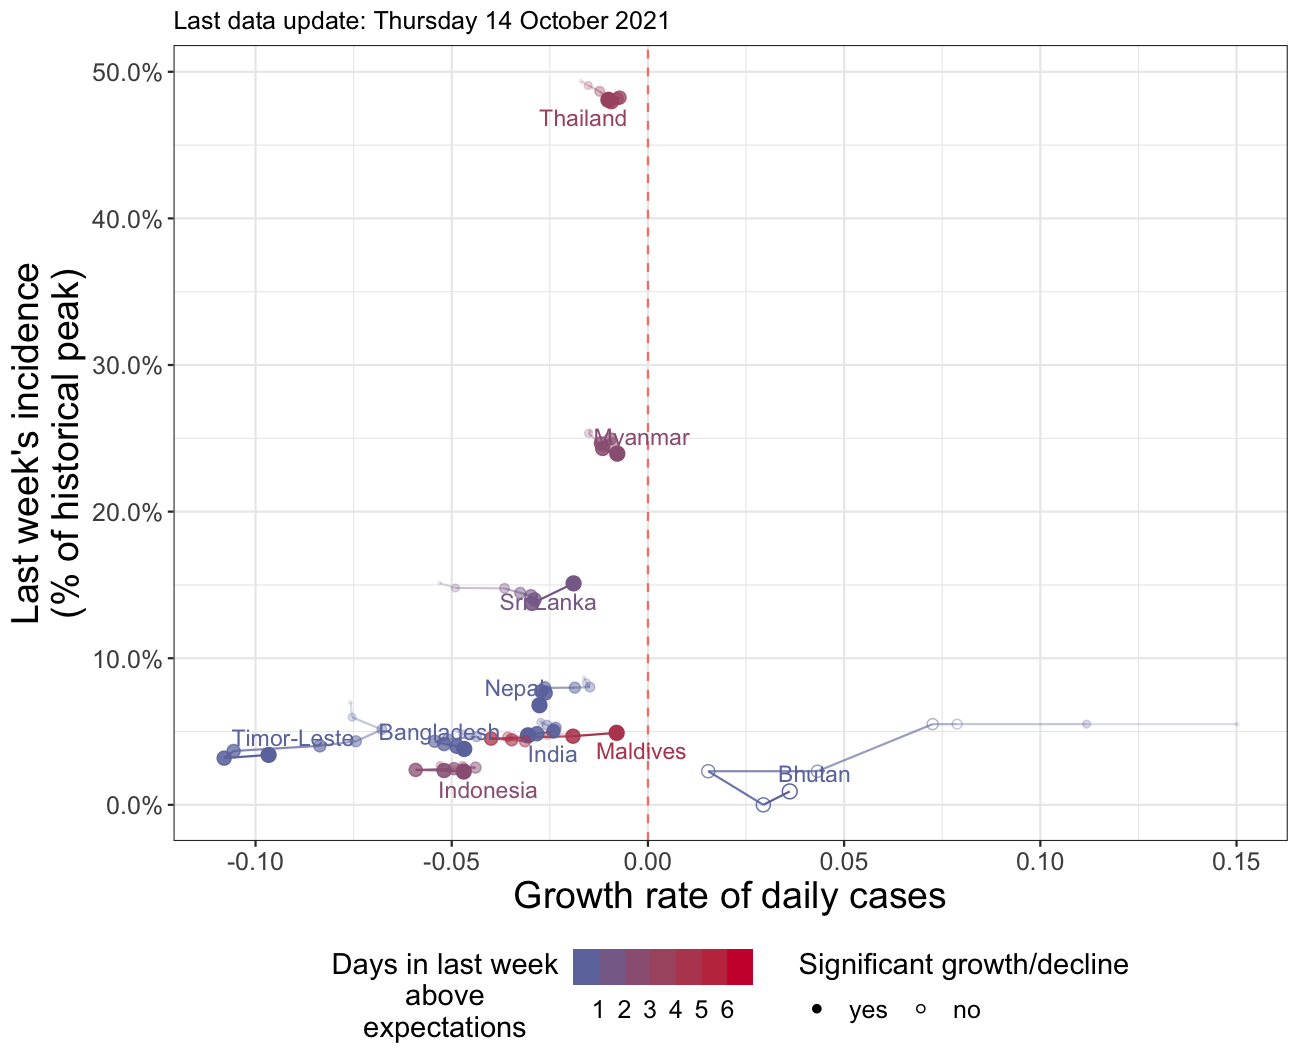 Last data update: Thursday 14 October 2021
Last week's incidence
(% of historical peak)
50.0%
40.0%
30.0%
20.0%
10.0%
0.0%
Thailand
Myanmar
Sri Lanka
Nepal
Timor-Leste
Bangladesh
India
Maldives
Indonesia
Bhutan
-0.10 -0.05 0.00 0.05 0.10 0.15
Growth rate of daily cases
Days in last week
above
expectations
1 2 3 4 5 6
Significant growth/decline
yes no